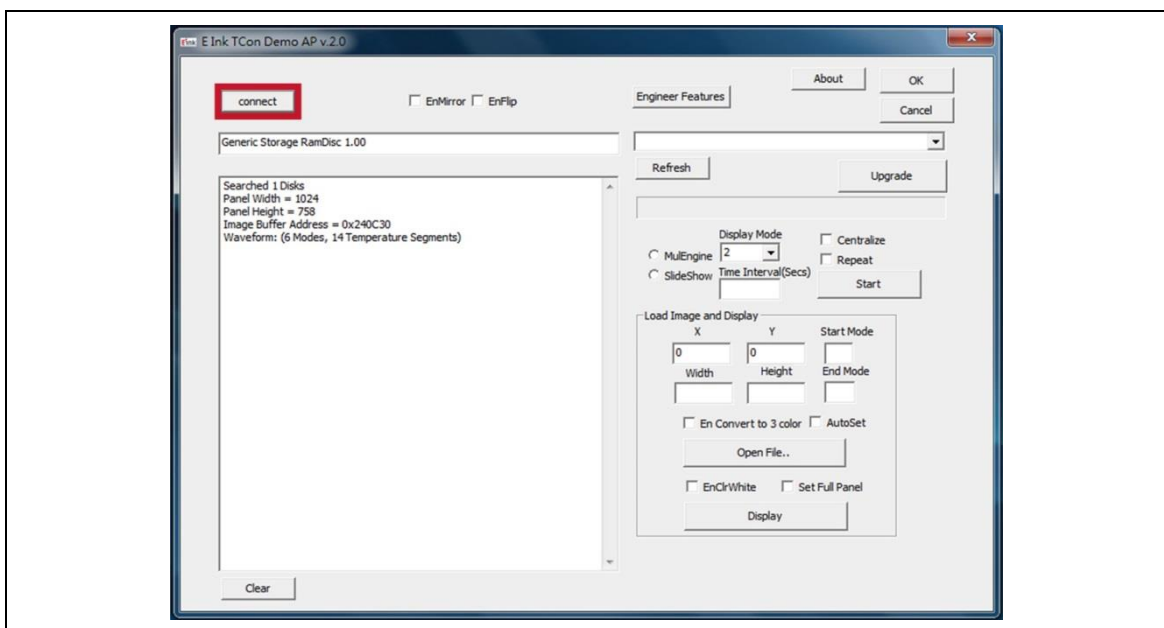 E Ink TCon Demo AP v.2.0
About
OK
connect
EnMirror
EnFlip
Engineer Features
Cancel
Generic Storage RamDisc 1.00
Refresh
Upgrade
Searched 1 Disks
Panel Width = 1024
Panel Height = 758
Image Buffer Address = 0x240C30
Waveform: (6 Modes, 14 Temperature Segments)
Display Mode
MulEngine
2
Centralize
Repeat
SlideShow
Time Interval(Secs)
Start
Load Image and Display
X Y Start Mode
0 0
Width Height End Mode
En Convert to 3 color
AutoSet
Open File..
EnClrWhite
Set Full Panel
Display
Clear